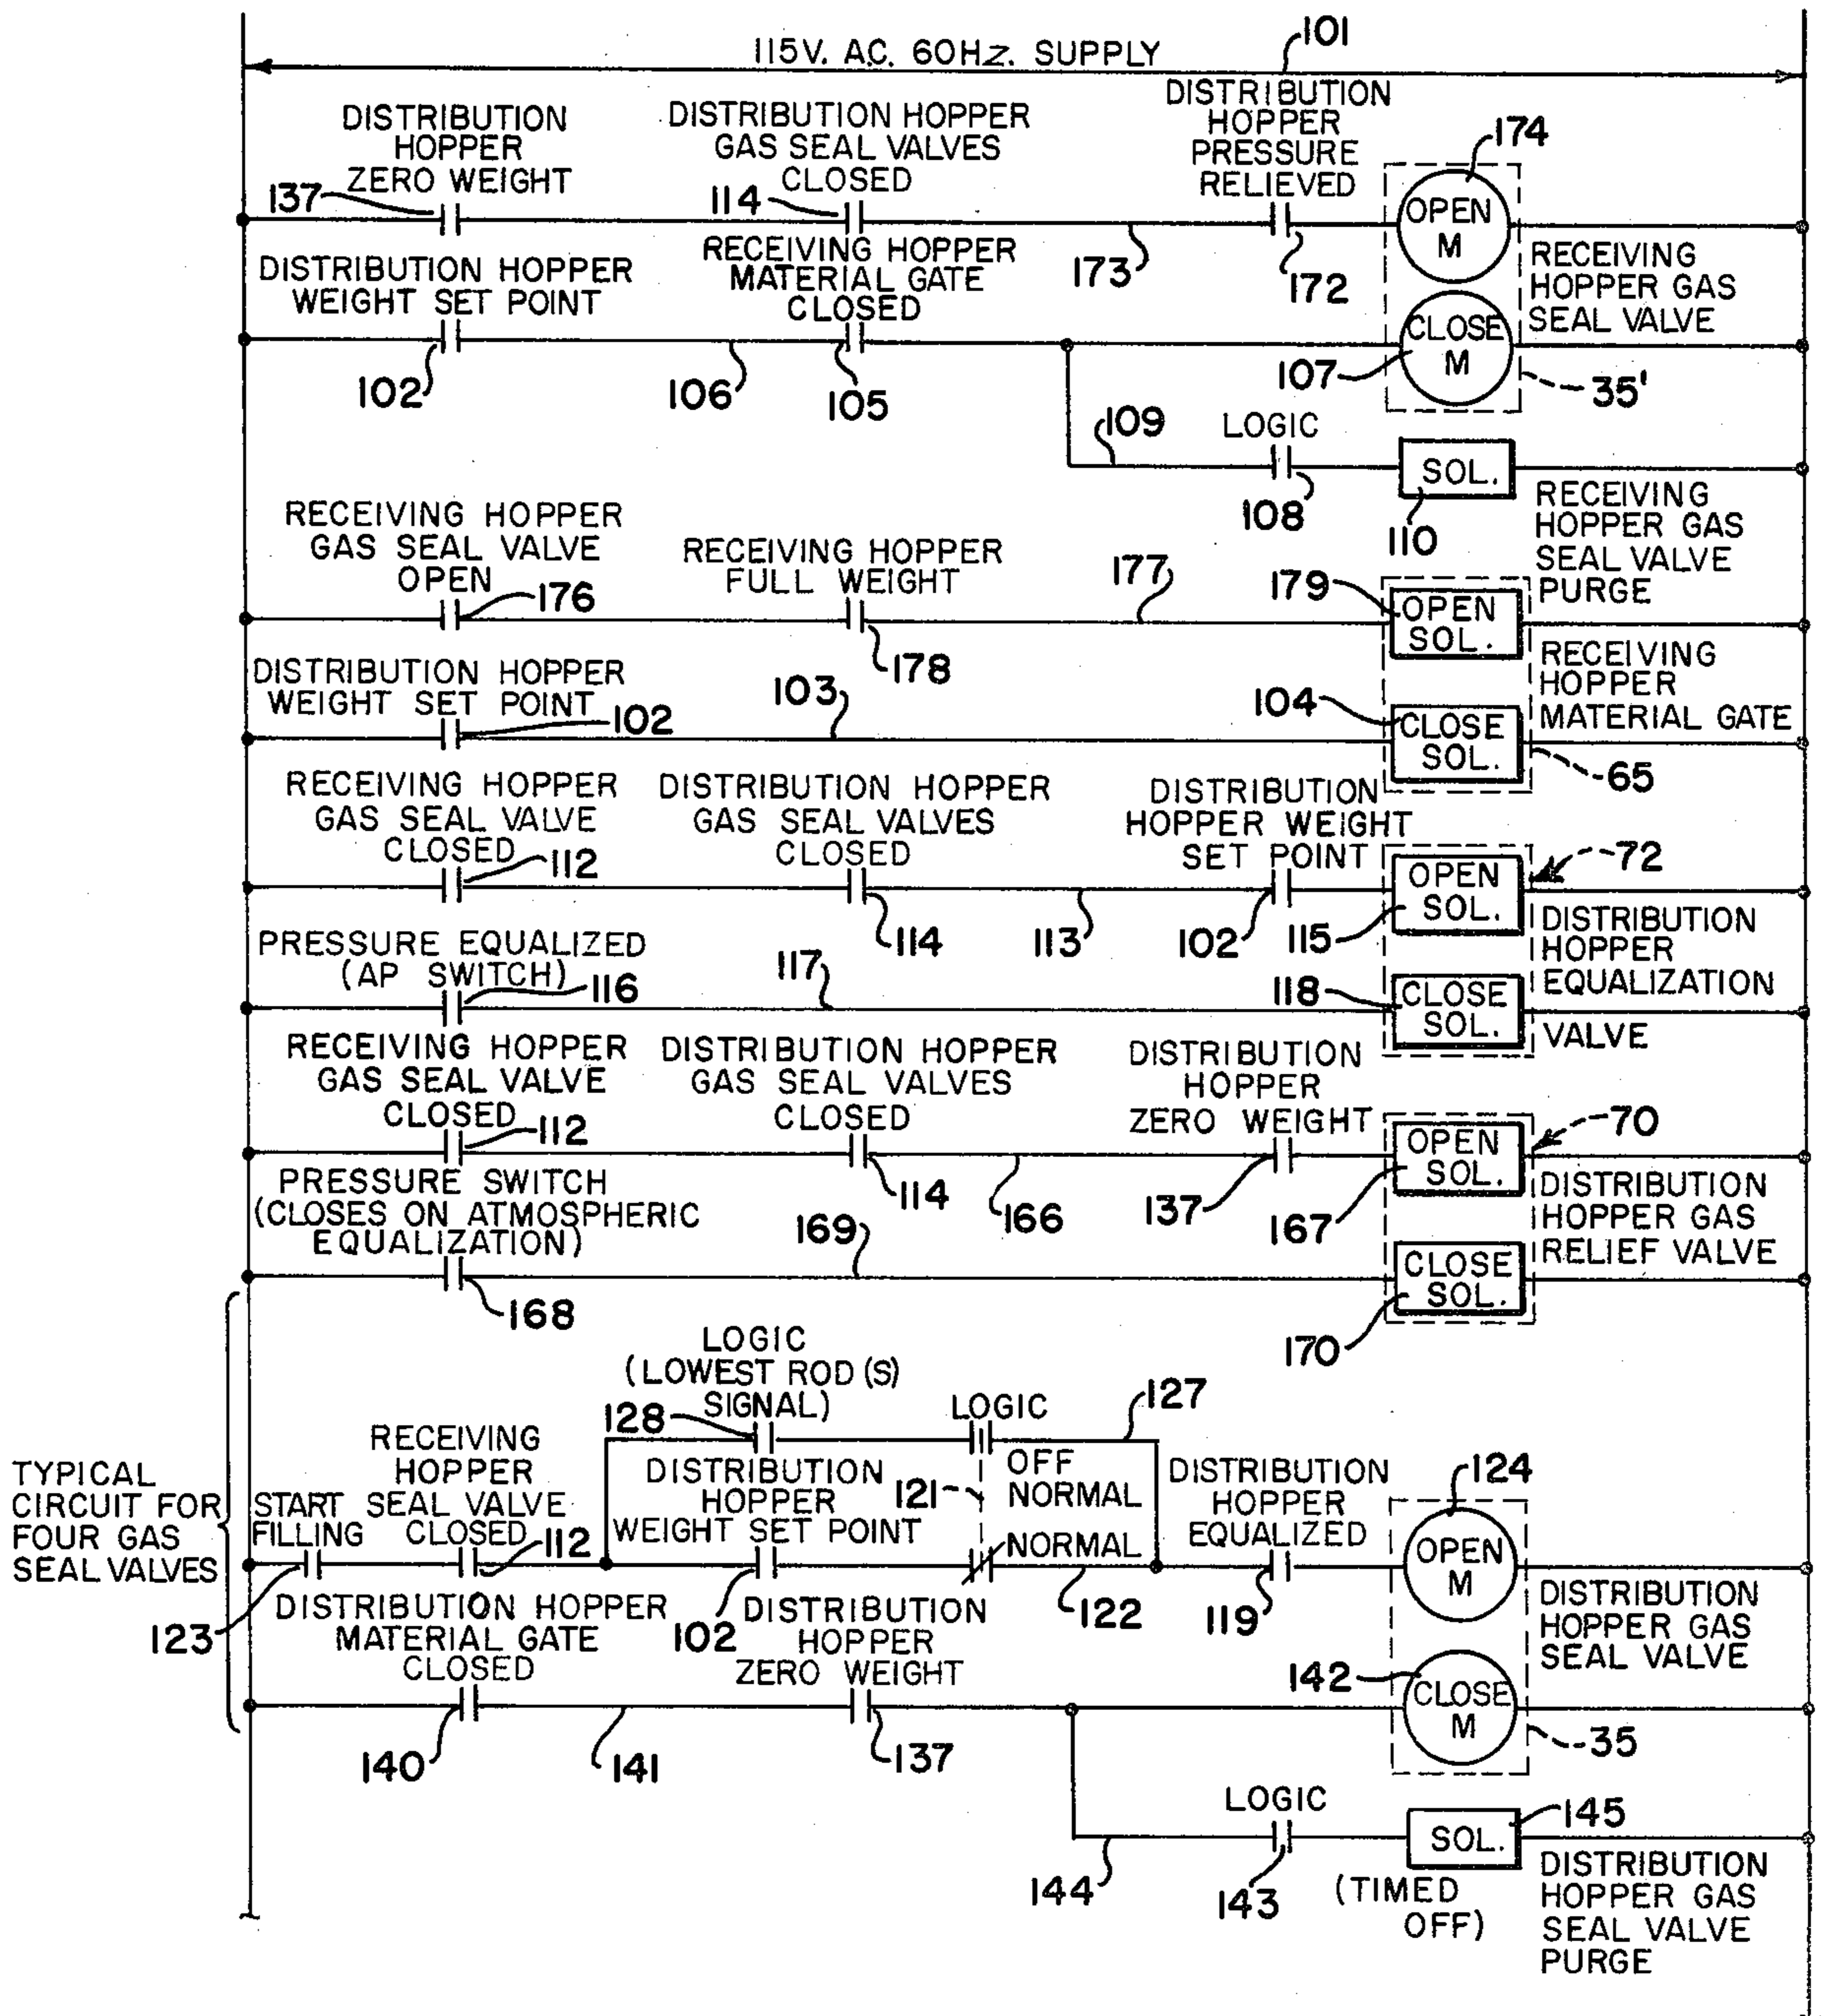 115V. A.C. 60Hz. SUPPLY
101
DISTRIBUTION
HOPPER
ZERO WEIGHT
137
DISTRIBUTION HOPPER
GAS SEAL VALVES
CLOSED
114
DISTRIBUTION
HOPPER
PRESSURE
RELIEVED
173
172
174
OPEN
M
DISTRIBUTION HOPPER
WEIGHT SET POINT
102
106
RECEIVING HOPPER
MATERIAL GATE
CLOSED
105
107
CLOSE
M
35'
RECEIVING
HOPPER GAS
SEAL VALVE
109
LOGIC
108
SOL.
110
RECEIVING
HOPPER GAS
SEAL VALVE
PURGE
RECEIVING HOPPER
GAS SEAL VALVE
OPEN
176
RECEIVING HOPPER
FULL WEIGHT
178
177
179
OPEN
SOL.
DISTRIBUTION HOPPER
WEIGHT SET POINT
102
103
104
CLOSE
SOL.
65
RECEIVING
HOPPER
MATERIAL GATE
RECEIVING HOPPER
GAS SEAL VALVE
CLOSED
112
DISTRIBUTION HOPPER
GAS SEAL VALVES
CLOSED
114
113
DISTRIBUTION
HOPPER WEIGHT
SET POINT
102
115
OPEN
SOL.
72
PRESSURE EQUALIZED
(AP SWITCH)
116
117
118
CLOSE
SOL.
DISTRIBUTION
HOPPER
EQUALIZATION
VALVE
RECEIVING HOPPER
GAS SEAL VALVE
CLOSED
112
DISTRIBUTION HOPPER
GAS SEAL VALVES
CLOSED
114
166
DISTRIBUTION
HOPPER
ZERO WEIGHT
137
167
OPEN
SOL.
70
PRESSURE SWITCH
(CLOSES ON ATMOSPHERIC
EQUALIZATION)
168
169
170
CLOSE
SOL.
DISTRIBUTION
HOPPER GAS
RELIEF VALVE
TYPICAL
CIRCUIT FOR
FOUR GAS
SEAL VALVES
LOGIC
(LOWEST ROD(S)
SIGNAL)
128
LOGIC
127
OFF
NORMAL
121
START
FILLING
123
RECEIVING
HOPPER
SEAL VALVE
CLOSED
112
DISTRIBUTION
HOPPER
WEIGHT SET POINT
102
NORMAL
122
DISTRIBUTION
HOPPER
EQUALIZED
119
124
OPEN
M
DISTRIBUTION HOPPER
MATERIAL GATE
CLOSED
140
141
DISTRIBUTION
HOPPER
ZERO WEIGHT
137
142
CLOSE
M
35
DISTRIBUTION
HOPPER GAS
SEAL VALVE
144
LOGIC
143
SOL.
145
(TIMED
OFF)
DISTRIBUTION
HOPPER GAS
SEAL VALVE
PURGE